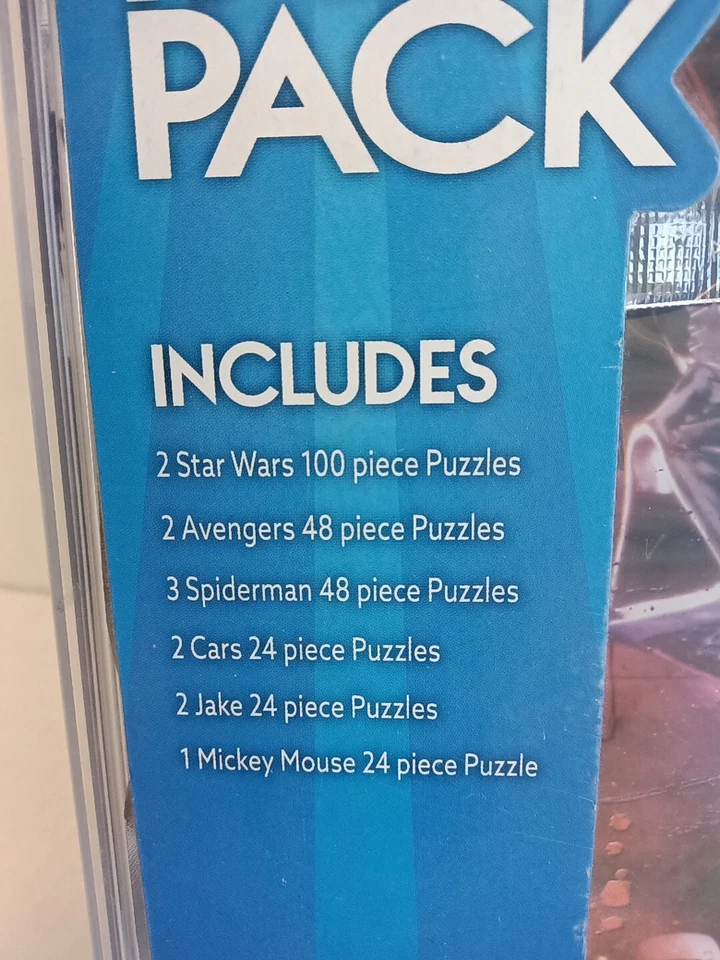 PACK
INCLUDES
2 Star Wars 100 piece Puzzles
2 Avengers 48 piece Puzzles
3 Spiderman 48 piece Puzzles
2 Cars 24 piece Puzzles
2 Jake 24 piece Puzzles
1 Mickey Mouse 24 piece Puzzle